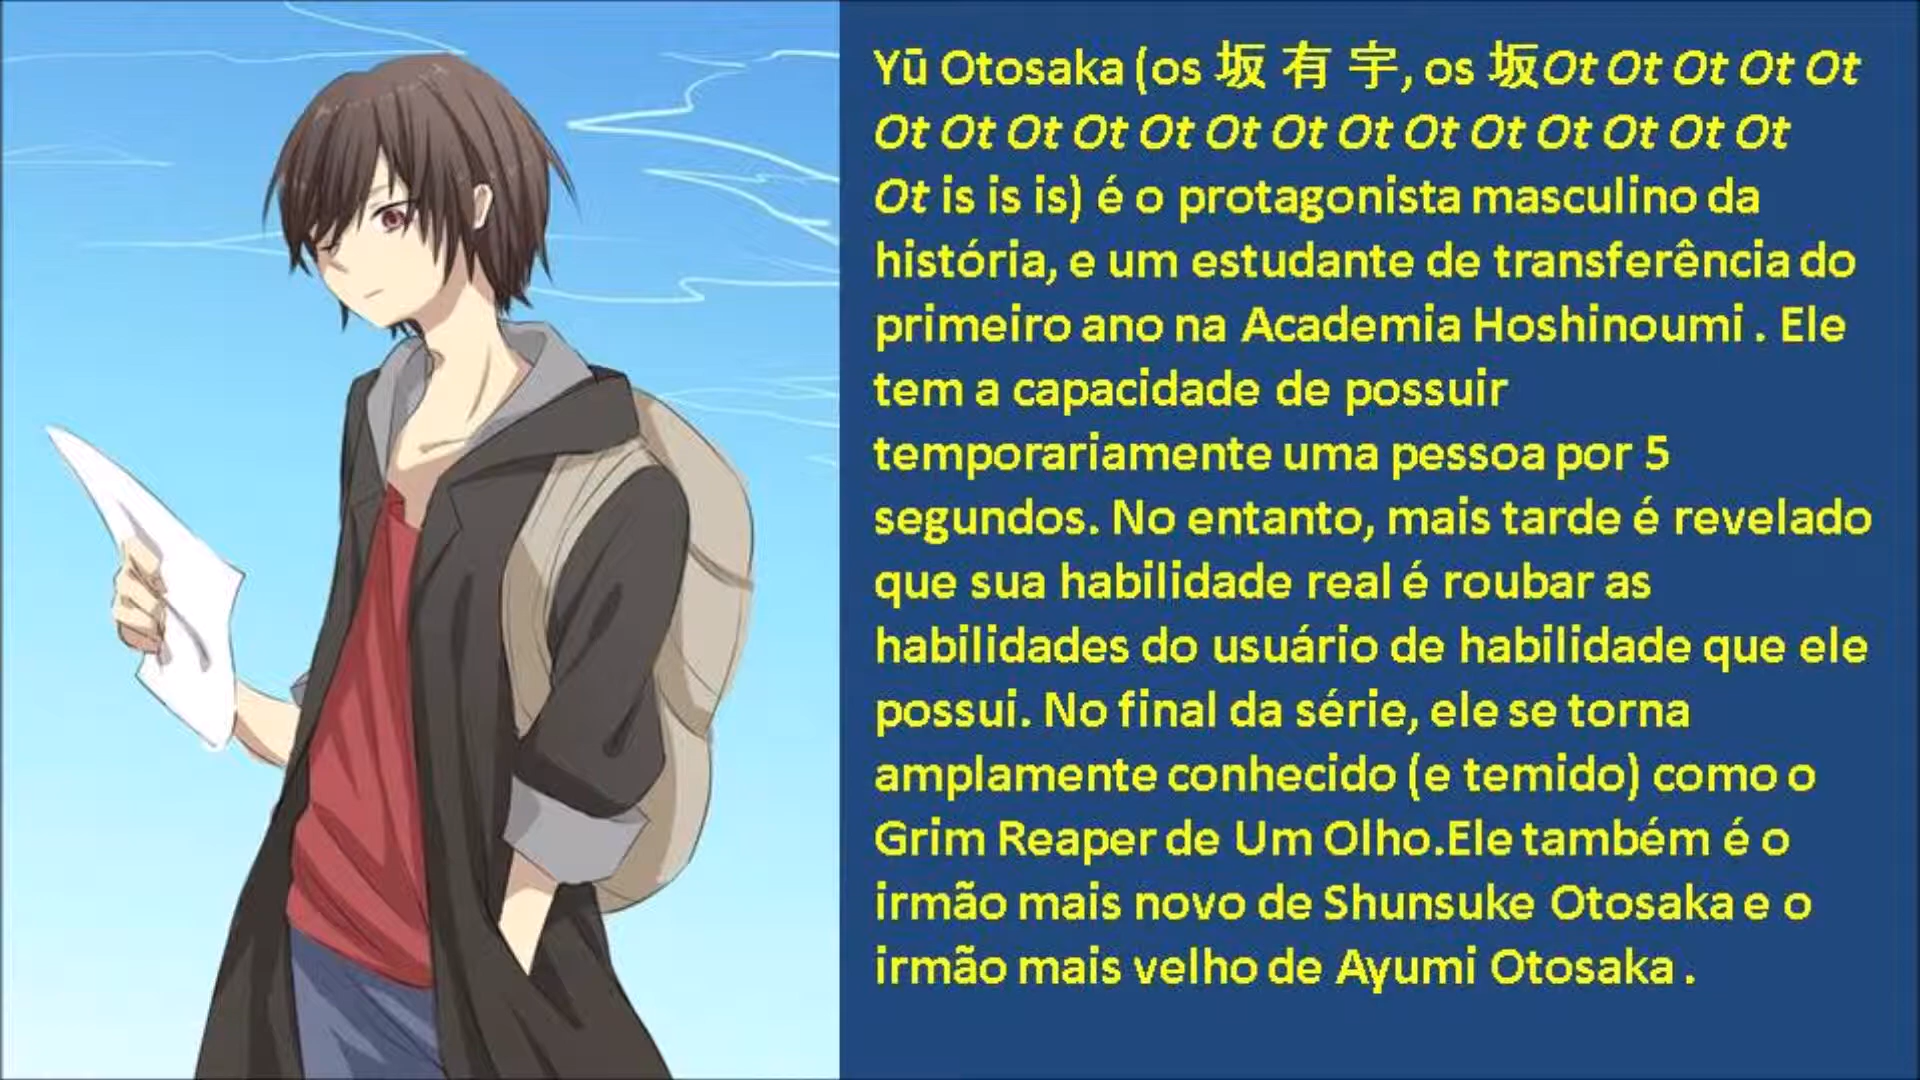 Yū Otosaka (os 坂 有 宇, os 坂Ot Ot Ot Ot Ot
Ot Ot Ot Ot Ot Ot Ot Ot Ot Ot Ot Ot Ot Ot
Ot is is is) é o protagonista masculino da
história, e um estudante de transferência do
primeiro ano na Academia Hoshinoumi . Ele
tem a capacidade de possuir
temporariamente uma pessoa por 5
segundos. No entanto, mais tarde é revelado
que sua habilidade real é roubar as
habilidades do usuário de habilidade que ele
possui. No final da série, ele se torna
amplamente conhecido (e temido) como o
Grim Reaper de Um Olho.Ele também é o
irmão mais novo de Shunsuke Otosaka e o
irmão mais velho de Ayumi Otosaka .